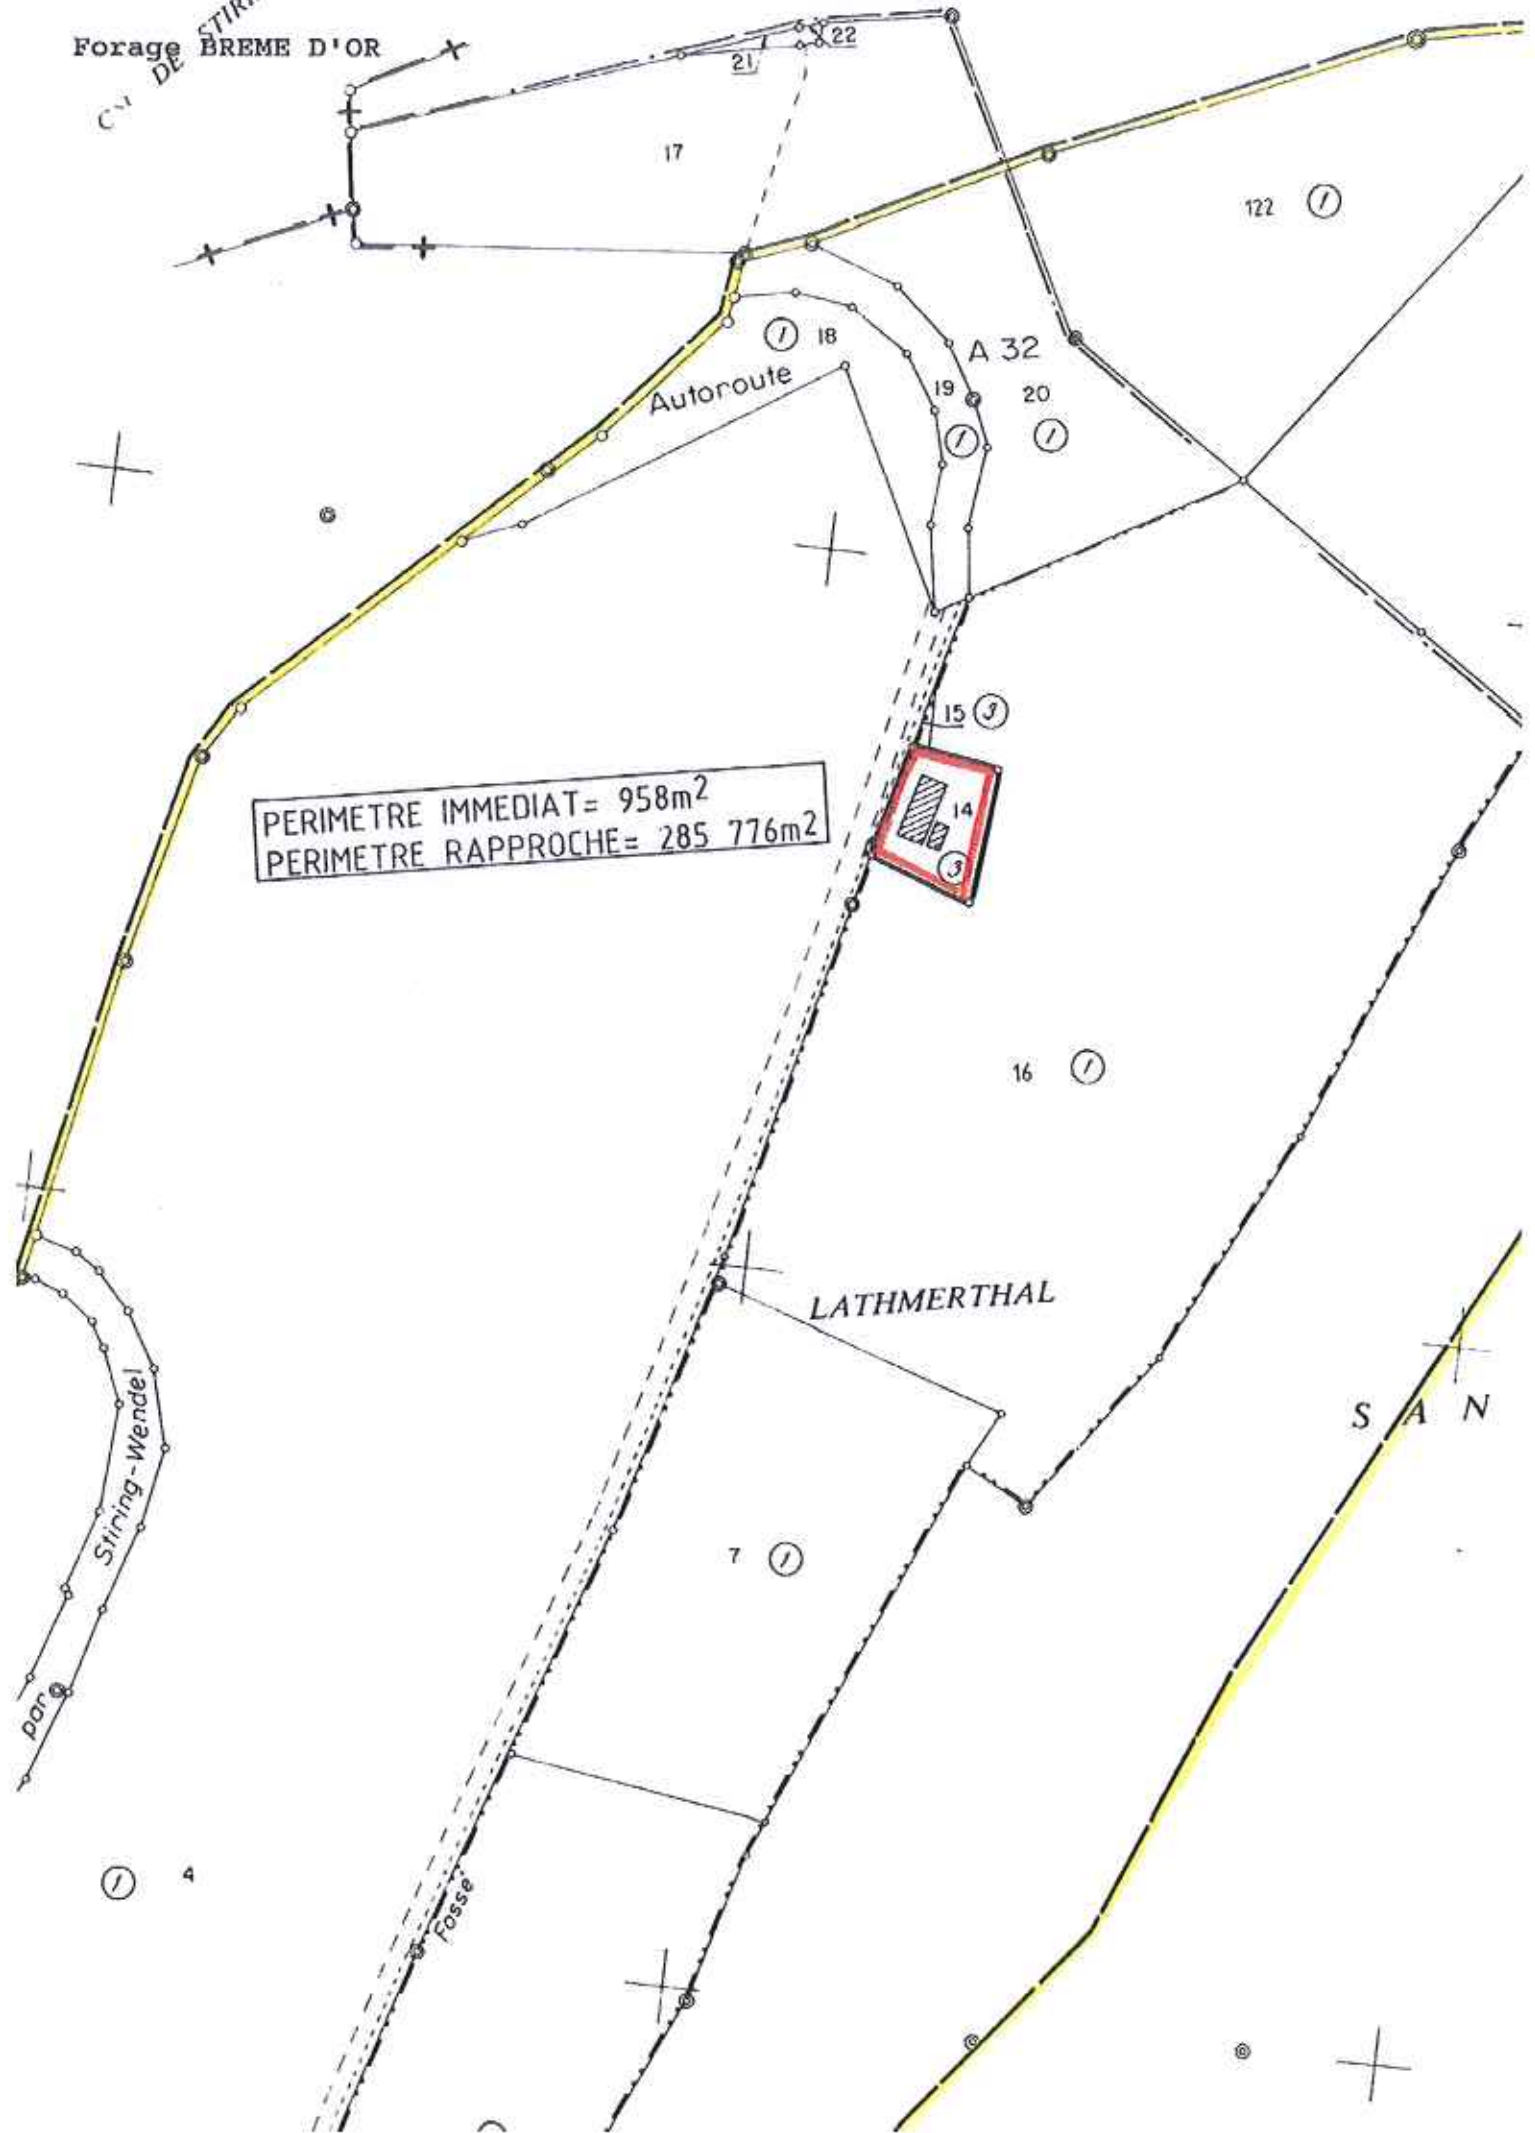 DE STIRI
Forage BREME D'OR
22
21
17
122 1
1 18
A 32
Autoroute
19
20
1
1
15 3
PERIMETRE IMMEDIAT= 958m2
PERIMETRE RAPPROCHE= 285 776m2
14
3
16 1
LATHMERTHAL
Stiring-Wendel
S A N
7 1
par
1 4
Fossé